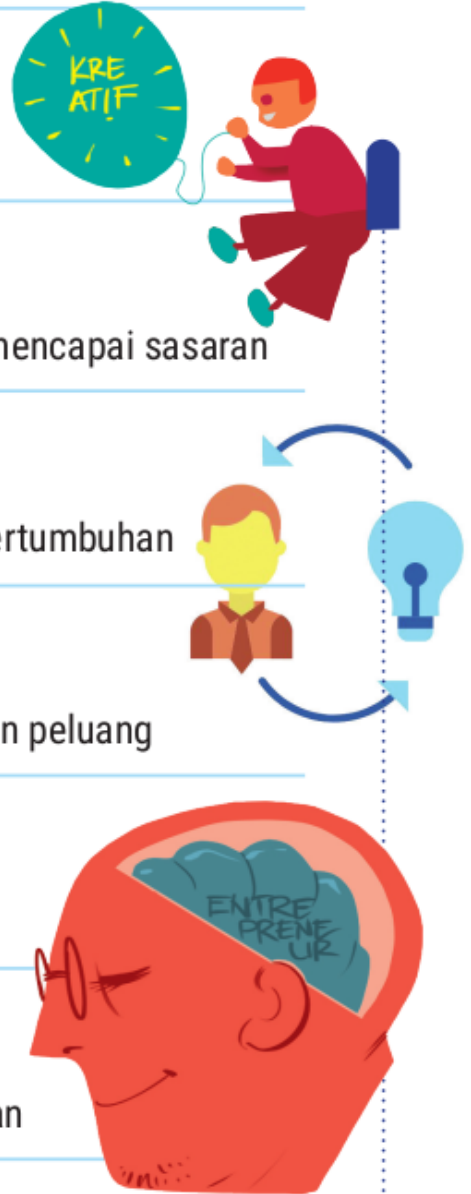 KRE
ATIF
mencapai sasaran
ertumbuhan
n peluang
ENTRE
PRENE
UR
an